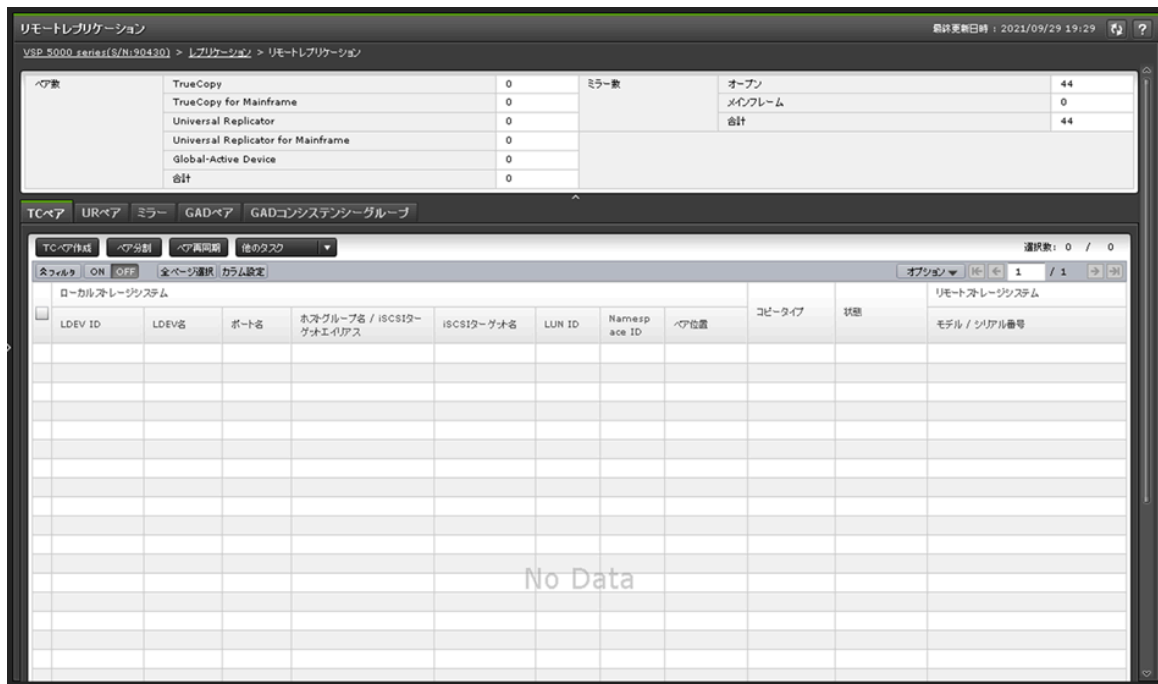 リモートレプリケーション
最終更新日時 : 2021/09/29 19:29
VSP 5000 series(S/N:90430) > レプリケーション > リモートレプリケーション
ペア数 TrueCopy 0 ミラー数 オープン 44
TrueCopy for Mainframe 0 メインフレーム 0
Universal Replicator 0 合計 44
Universal Replicator for Mainframe 0
Global-Active Device 0
合計 0
TCペア URペア ミラー GADペア GADコンシステンシーグループ
TCペア作成 ペア分割 ペア再同期 他のタスク 選択数: 0 / 0
フィルタ ON OFF 全ページ選択 カラム設定 オプション 1 / 1
ローカルストレージシステム コピータイプ 状態 リモートストレージシステム
LDEV ID LDEV名 ポート名 ホストグループ名 / iSCSIターゲットエイリアス iSCSIターゲット名 LUN ID Namespace ID ペア位置 モデル / シリアル番号
No Data